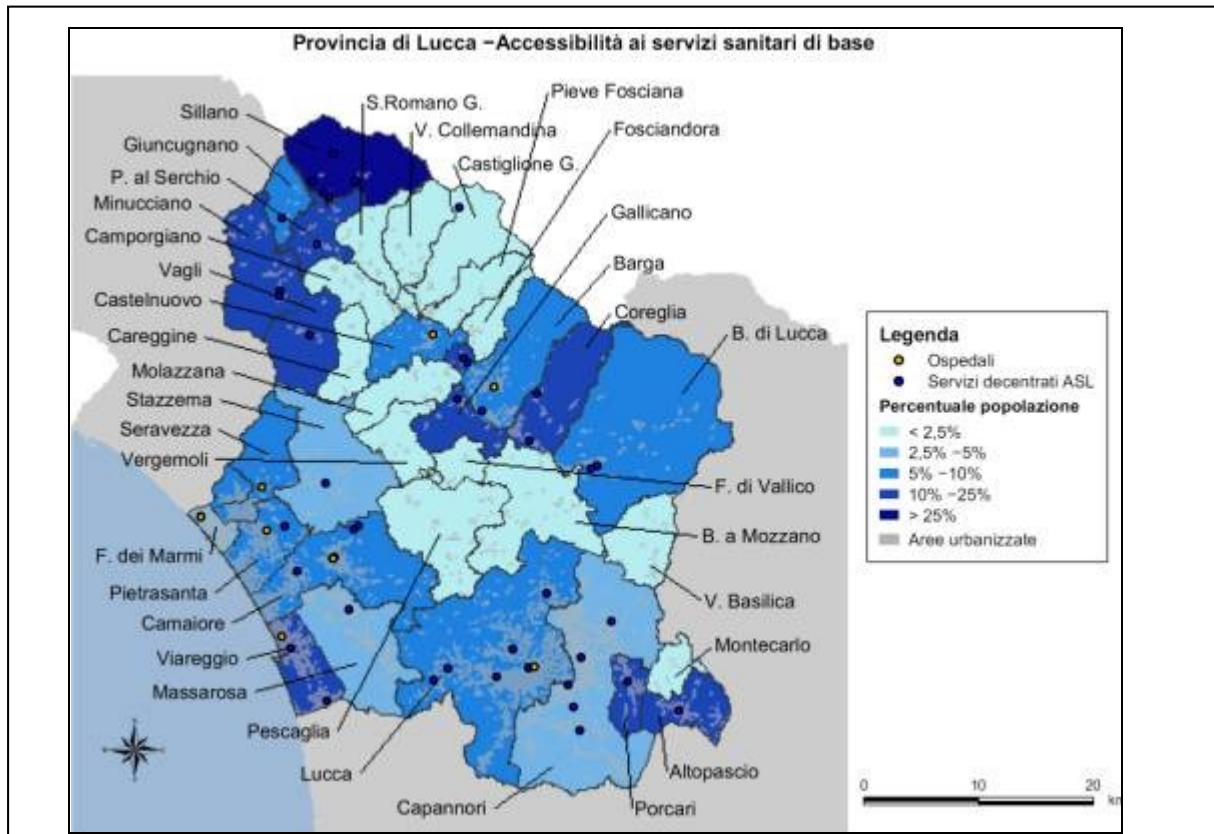 Provincia di Lucca −Accessibilità ai servizi sanitari di base
Sillano
Giuncugnano
P. al Serchio
Minucciano
Camporgiano
Vagli
Castelnuovo
Careggine
Molazzana
Stazzema
Seravezza
Vergemoli
F. dei Marmi
Pietrasanta
Camaiore
Viareggio
Massarosa
Pescaglia
Lucca
Capannori
S.Romano G.
V. Collemandina
Castiglione G.
Pieve Fosciana
Fosciandora
Gallicano
Barga
Coreglia
B. di Lucca
F. di Vallico
B. a Mozzano
V. Basilica
Montecarlo
Altopascio
Porcari
Legenda
Ospedali
Servizi decentrati ASL
Percentuale popolazione
< 2,5%
2,5% −5%
5% −10%
10% −25%
> 25%
Aree urbanizzate
0 10 20
km